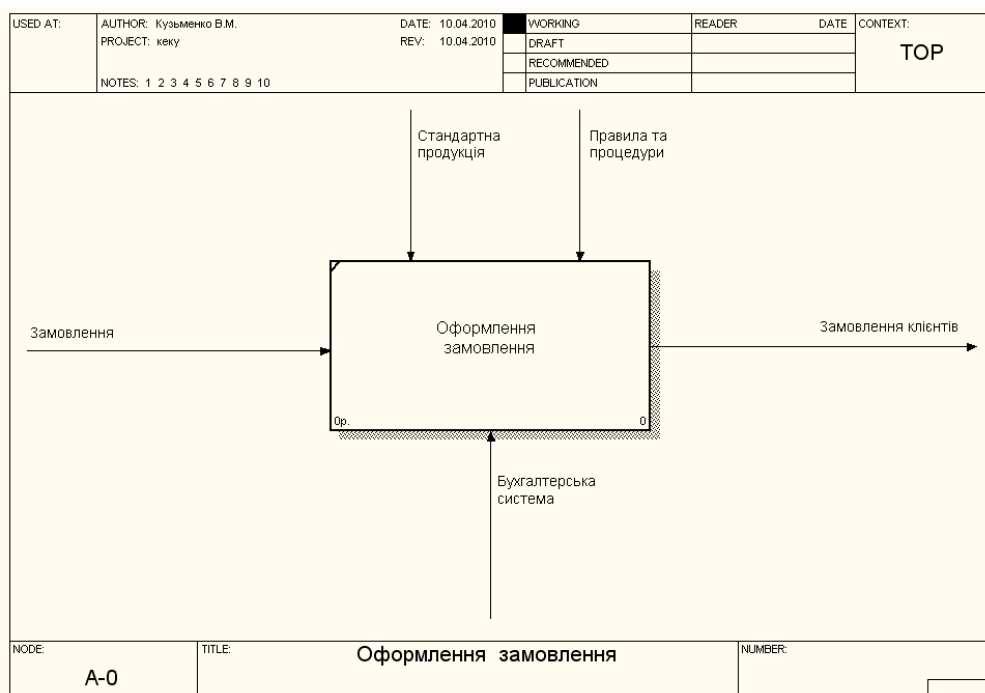 USED AT:
AUTHOR: Кузьменко В.М.
DATE: 10.04.2010
WORKING
READER
DATE
CONTEXT:
PROJECT: кеку
REV: 10.04.2010
DRAFT
TOP
RECOMMENDED
NOTES: 1 2 3 4 5 6 7 8 9 10
PUBLICATION
Стандартна
продукція
Правила та
процедури
Замовлення
Оформлення
замовлення
Замовлення клієнтів
0р.
0
Бухгалтерська
система
NODE:
A-0
TITLE:
Оформлення замовлення
NUMBER: